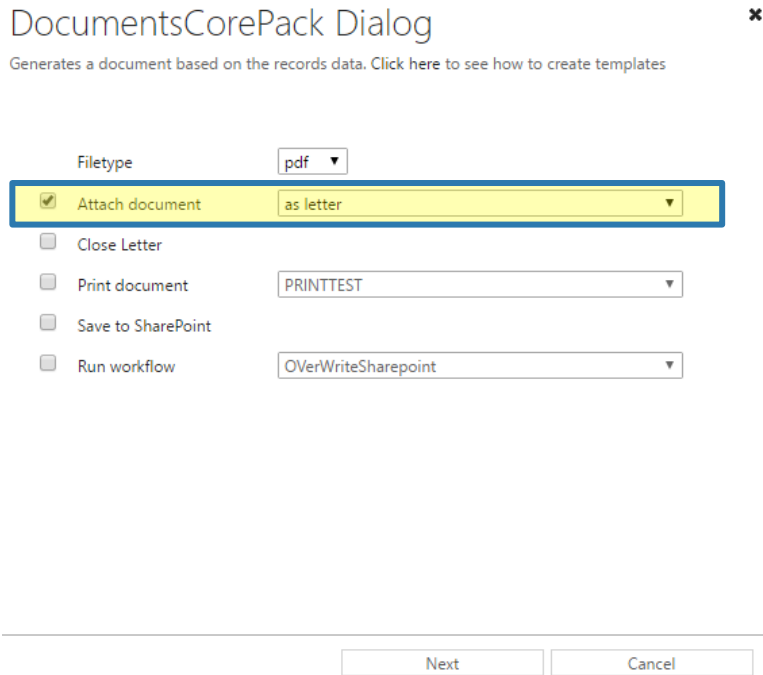 DocumentsCorePack Dialog
Generates a document based on the records data. Click here to see how to create templates
Filetype pdf
Attach document as letter
Close Letter
Print document PRINTTEST
Save to SharePoint
Run workflow OVerWriteSharepoint
Next Cancel